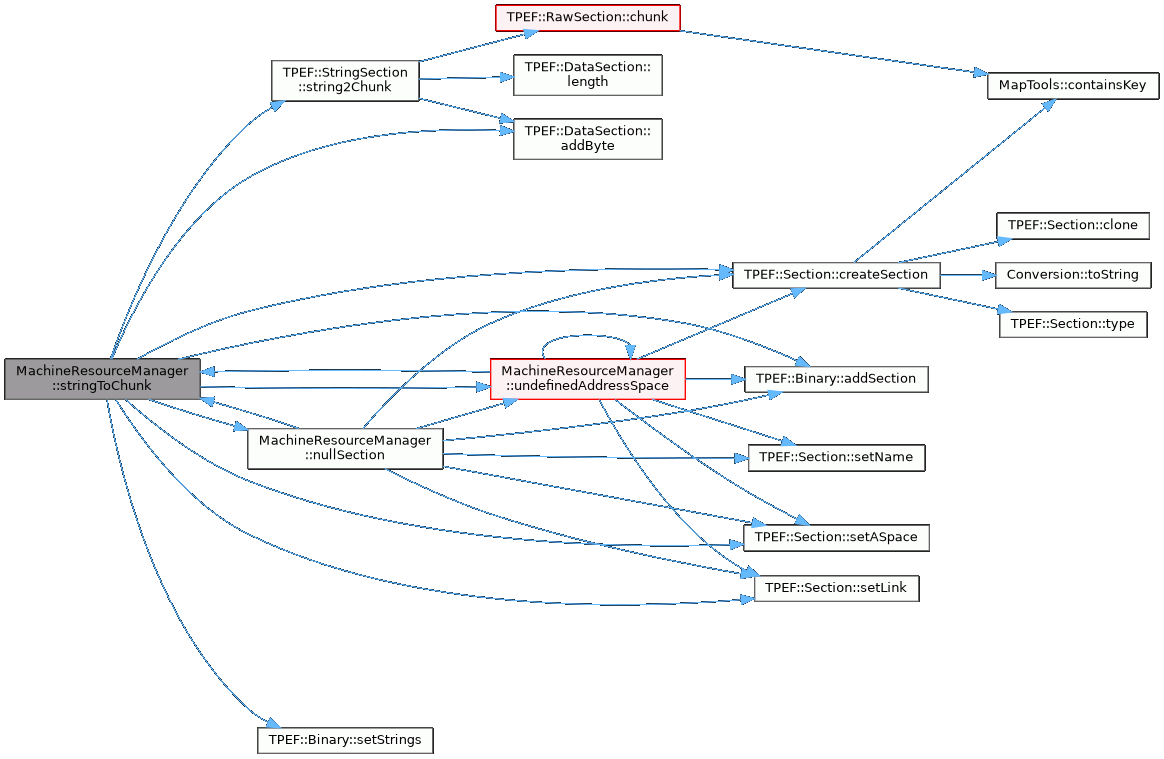 TPEF::RawSection::chunk
TPEF::StringSection
::string2Chunk
TPEF::DataSection::
length
MapTools::containsKey
TPEF::DataSection::
addByte
TPEF::Section::clone
TPEF::Section::createSection
Conversion::toString
TPEF::Section::type
MachineResourceManager
::stringToChunk
MachineResourceManager
::undefinedAddressSpace
TPEF::Binary::addSection
MachineResourceManager
::nullSection
TPEF::Section::setName
TPEF::Section::setASpace
TPEF::Section::setLink
TPEF::Binary::setStrings